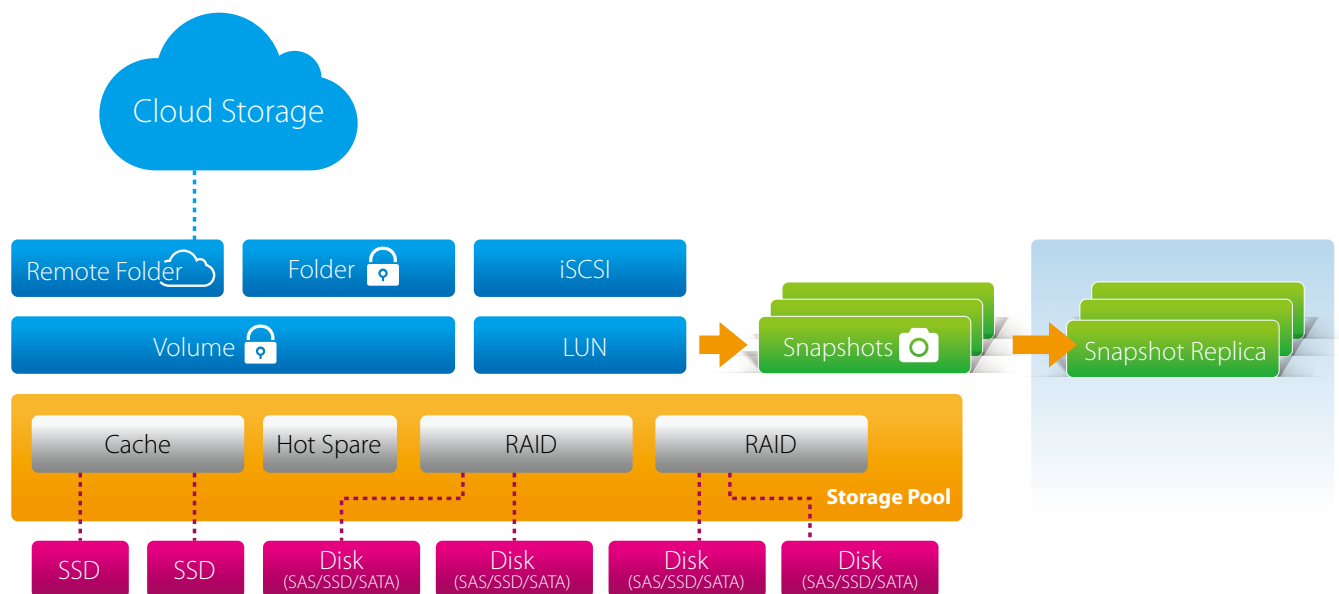 Cloud Storage
Remote Folder
Folder
iSCSI
Volume
LUN
Snapshots
Snapshot Replica
Cache
Hot Spare
RAID
RAID
Storage Pool
SSD
SSD
Disk
(SAS/SSD/SATA)
Disk
(SAS/SSD/SATA)
Disk
(SAS/SSD/SATA)
Disk
(SAS/SSD/SATA)